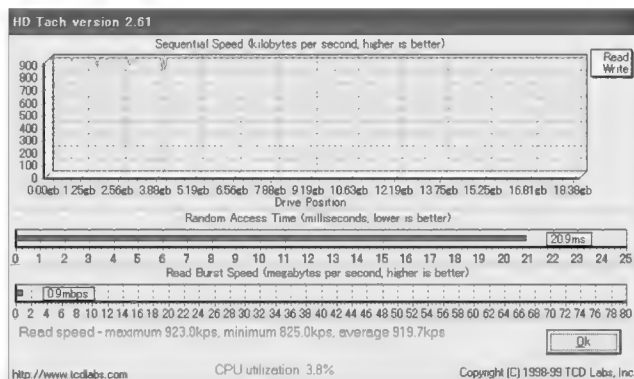 HD Tach version 2.61
Sequential Speed (kilobytes per second, higher is better)
Read
Write
900
800
700
600
500
400
300
200
100
0
0.00gb 1.25gb 2.56gb 3.88gb 5.19gb 6.56gb 7.88gb 9.19gb 10.63gb 12.19gb 13.75gb 15.25gb 16.81gb 18.38gb
Drive Position
Random Access Time (milliseconds, lower is better)
20.9ms
0 1 2 3 4 5 6 7 8 9 10 11 12 13 14 15 16 17 18 19 20 21 22 23 24 25
Read Burst Speed (megabytes per second, higher is better)
0.9mbps
0 2 4 6 8 10 12 14 16 18 20 22 24 26 28 30 32 34 36 38 40 42 44 46 48 50 52 54 56 58 60 62 64 66 68 70 72 74 76 78 80
Read speed - maximum 923.0kps, minimum 825.0kps, average 919.7kps
Ok
http://www.tcdlabs.com
CPU utilization 3.8%
Copyright (C) 1998-99 TCD Labs, Inc